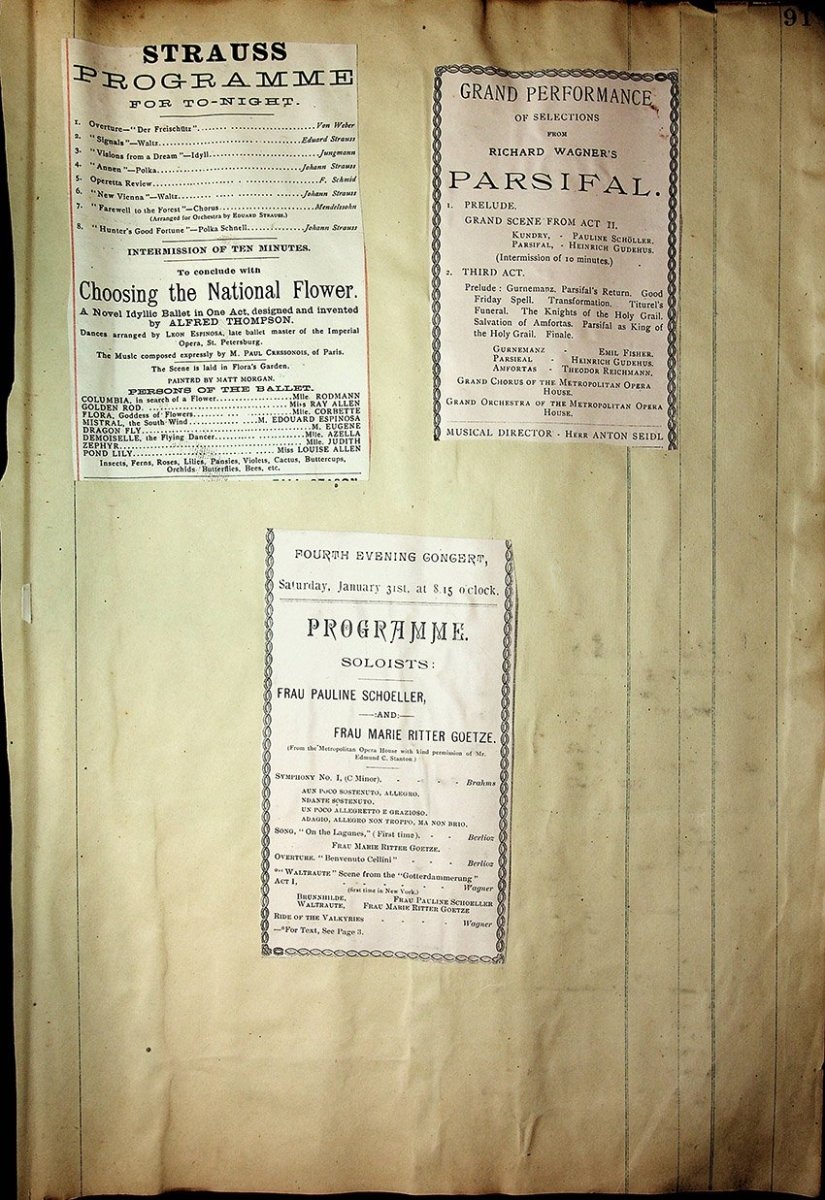 91
STRAUSS
PROGRAMME
FOR TO-NIGHT.
1. Overture—"Der Freischütz"........Von Weber
2. "Signals"—Waltz........Eduard Strauss
3. "Visions from a Dream"—Idyll........Jungmann
4. "Annen"—Polka........Johann Strauss
5. Operetta Review........F. Schmid
6. "New Vienna"—Waltz........Johann Strauss
7. "Farewell to the Forest"—Chorus........Mendelssohn
(Arranged for Orchestra by EDUARD STRAUSS.)
8. "Hunter's Good Fortune"—Polka Schnell........Johann Strauss
INTERMISSION OF TEN MINUTES.
To conclude with
Choosing the National Flower.
A Novel Idyllic Ballet in One Act, designed and invented
by ALFRED THOMPSON.
Dances arranged by LEON ESPINOSA, late ballet master of the Imperial
Opera, St. Petersburg.
The Music composed expressly by M. PAUL CRESSONOIS, of Paris.
The Scene is laid in Flora's Garden.
PAINTED BY MATT MORGAN.
PERSONS OF THE BALLET.
COLUMBIA, in search of a Flower........Mlle. RODMANN
GOLDEN ROD.........Miss RAY ALLEN
FLORA, Goddess of Flowers........Mlle. CORBETTE
MISTRAL, the South Wind........M. EDOUARD ESPINOSA
DRAGON FLY........M. EUGENE
DEMOISELLE, the Flying Dancer........Mlle. AZELLA
ZEPHYR........Mlle. JUDITH
POND LILY........Miss LOUISE ALLEN
Insects, Ferns, Roses, Lilies, Pansies, Violets, Cactus, Buttercups,
Orchids Butterflies, Bees, etc.
GRAND PERFORMANCE
OF SELECTIONS
FROM
RICHARD WAGNER'S
PARSIFAL.
1. PRELUDE.
GRAND SCENE FROM ACT II.
KUNDRY, - PAULINE SCHÖLLER.
PARSIFAL, - HEINRICH GUDEHUS.
(Intermission of 10 minutes.)
2. THIRD ACT.
Prelude : Gurnemanz. Parsifal's Return. Good
Friday Spell. Transformation. Titurel's
Funeral. The Knights of the Holy Grail.
Salvation of Amfortas. Parsifal as King of
the Holy Grail. Finale.
GURNEMANZ - EMIL FISHER.
PARSIFAL - HEINRICH GUDEHUS.
AMFORTAS - THEODOR REICHMANN.
GRAND CHORUS OF THE METROPOLITAN OPERA
HOUSE.
GRAND ORCHESTRA OF THE METROPOLITAN OPERA
HOUSE.
MUSICAL DIRECTOR - HERR ANTON SEIDL
FOURTH EVENING CONCERT,
Saturday, January 31st, at 8.15 o'clock.
PROGRAMME.
SOLOISTS:
FRAU PAULINE SCHOELLER,
—:AND:—
FRAU MARIE RITTER GOETZE.
(From the Metropolitan Opera House with kind permission of Mr.
Edmund C. Stanton.)
SYMPHONY No. 1, (C Minor), - - - - Brahms
AUN POCO SOSTENUTO, ALLEGRO.
NDANTE SOSTENUTO.
UN POCO ALLEGRETTO E GRAZIOSO.
ADAGIO, ALLEGRO NON TROPPO, MA NON BRIO.
SONG, "On the Lagunes," (First time), - - Berlioz
FRAU MARIE RITTER GOETZE.
OVERTURE. "Benvenuto Cellini" - - - Berlioz
*"WALTRAUTE" Scene from the "Gotterdammerung"
ACT I, - - - - - - Wagner
(first time in New York.)
BRUNNHILDE, FRAU PAULINE SCHOELLER
WALTRAUTE, FRAU MARIE RITTER GOETZE
RIDE OF THE VALKYRIES - - - - Wagner
—*For Text, See Page 3.